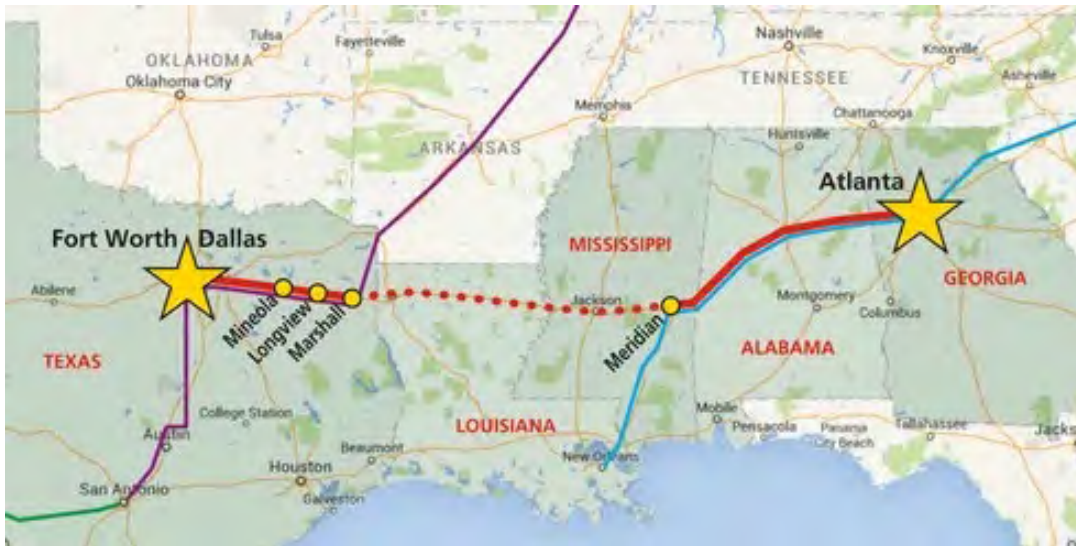 Tulsa
Fayetteville
Nashville
Knoxville
OKLAHOMA
Oklahoma City
TENNESSEE
Asheville
Memphis
Chattanooga
ARKANSAS
Huntsville
Atlanta
Fort Worth Dallas
MISSISSIPPI
GEORGIA
Abilene
Mineola
Longview
Marshall
Jackson
Meridian
Montgomery
Columbus
TEXAS
ALABAMA
College Station
LOUISIANA
Mobile
Pensacola
Panama
City Beach
Tallahassee
Jacks
Austin
Beaumont
New Orleans
Houston
San Antonio
Galveston